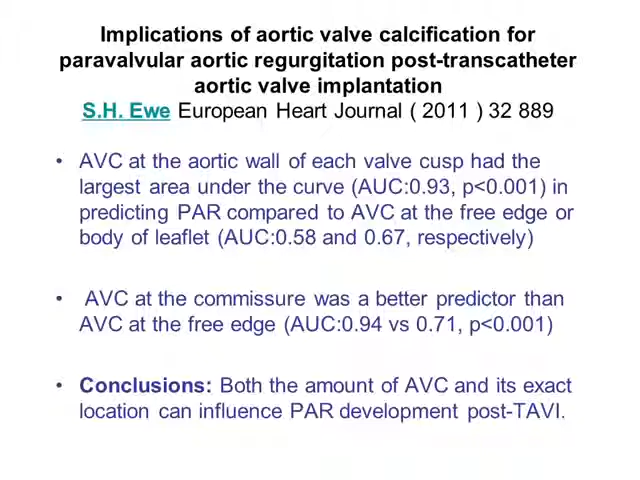 Implications of aortic valve calcification for
paravalvular aortic regurgitation post-transcatheter
aortic valve implantation
S.H. Ewe European Heart Journal ( 2011 ) 32 889
• AVC at the aortic wall of each valve cusp had the
largest area under the curve (AUC:0.93, p<0.001) in
predicting PAR compared to AVC at the free edge or
body of leaflet (AUC:0.58 and 0.67, respectively)
• AVC at the commissure was a better predictor than
AVC at the free edge (AUC:0.94 vs 0.71, p<0.001)
• Conclusions: Both the amount of AVC and its exact
location can influence PAR development post-TAVI.